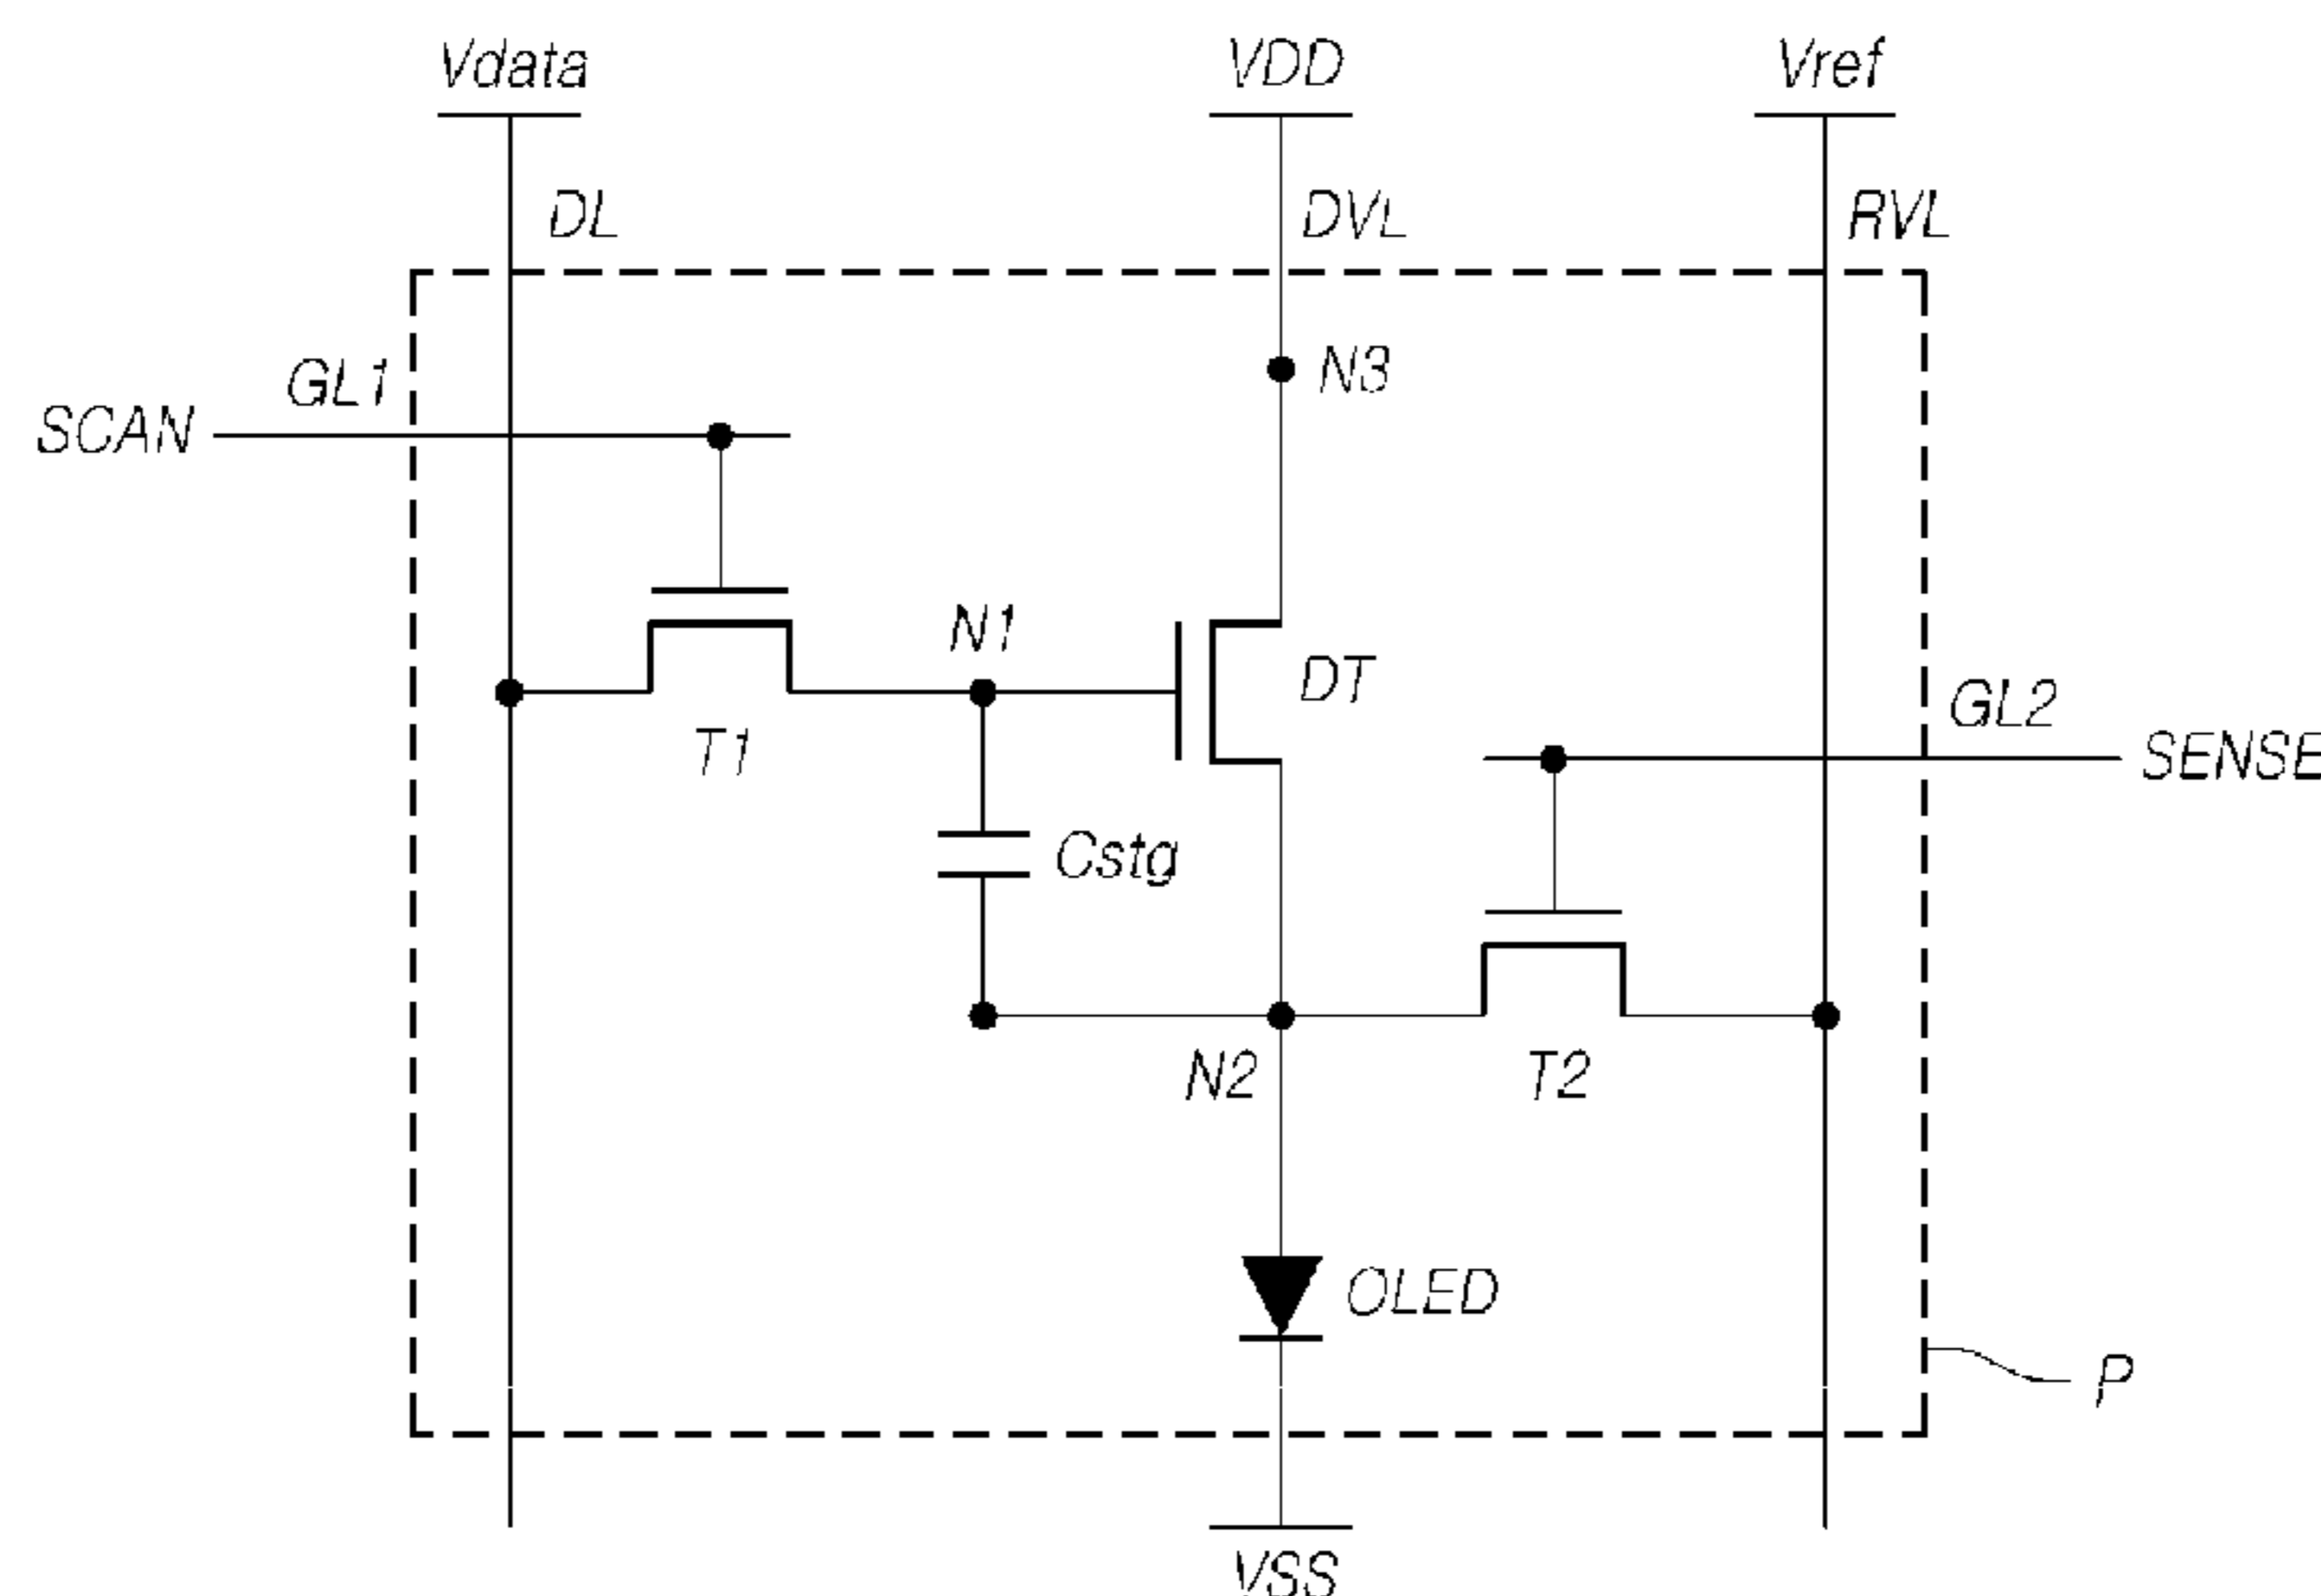 Vdata
VDD
Vref
DL
DVL
RVL
N3
GL1
SCAN
N1
DT
GL2
T1
SENSE
Cstg
N2
T2
OLED
P
VSS